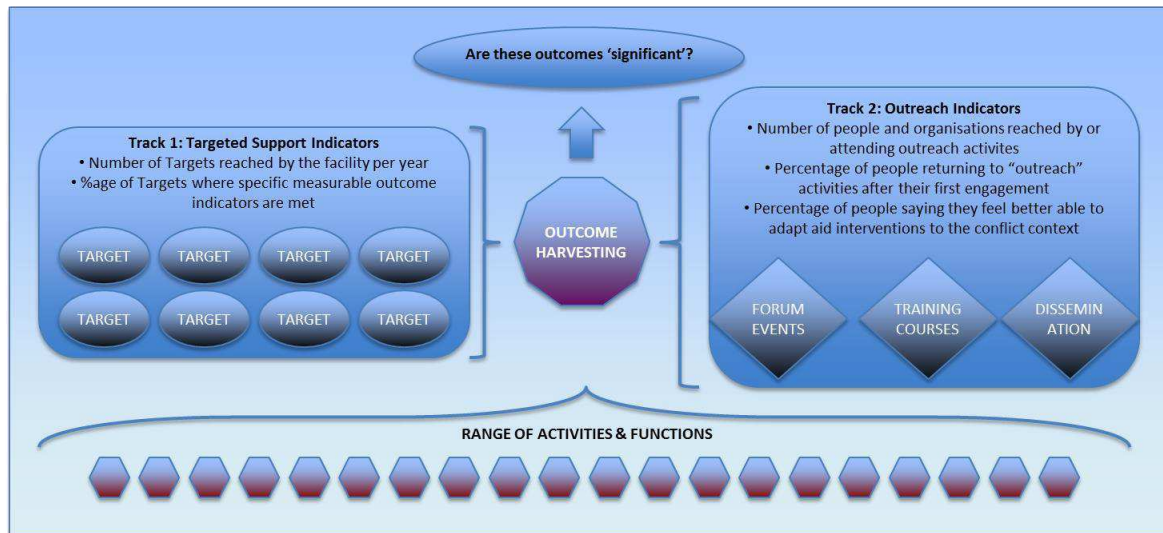 Are these outcomes ‘significant’?
Track 1: Targeted Support Indicators
• Number of Targets reached by the facility per year
• %age of Targets where specific measurable outcome
indicators are met
TARGET TARGET TARGET TARGET
TARGET TARGET TARGET TARGET
OUTCOME
HARVESTING
Track 2: Outreach Indicators
• Number of people and organisations reached by or
attending outreach activites
• Percentage of people returning to “outreach”
activities after their first engagement
• Percentage of people saying they feel better able to
adapt aid interventions to the conflict context
FORUM
EVENTS
TRAINING
COURSES
DISSEMIN
ATION
RANGE OF ACTIVITIES & FUNCTIONS